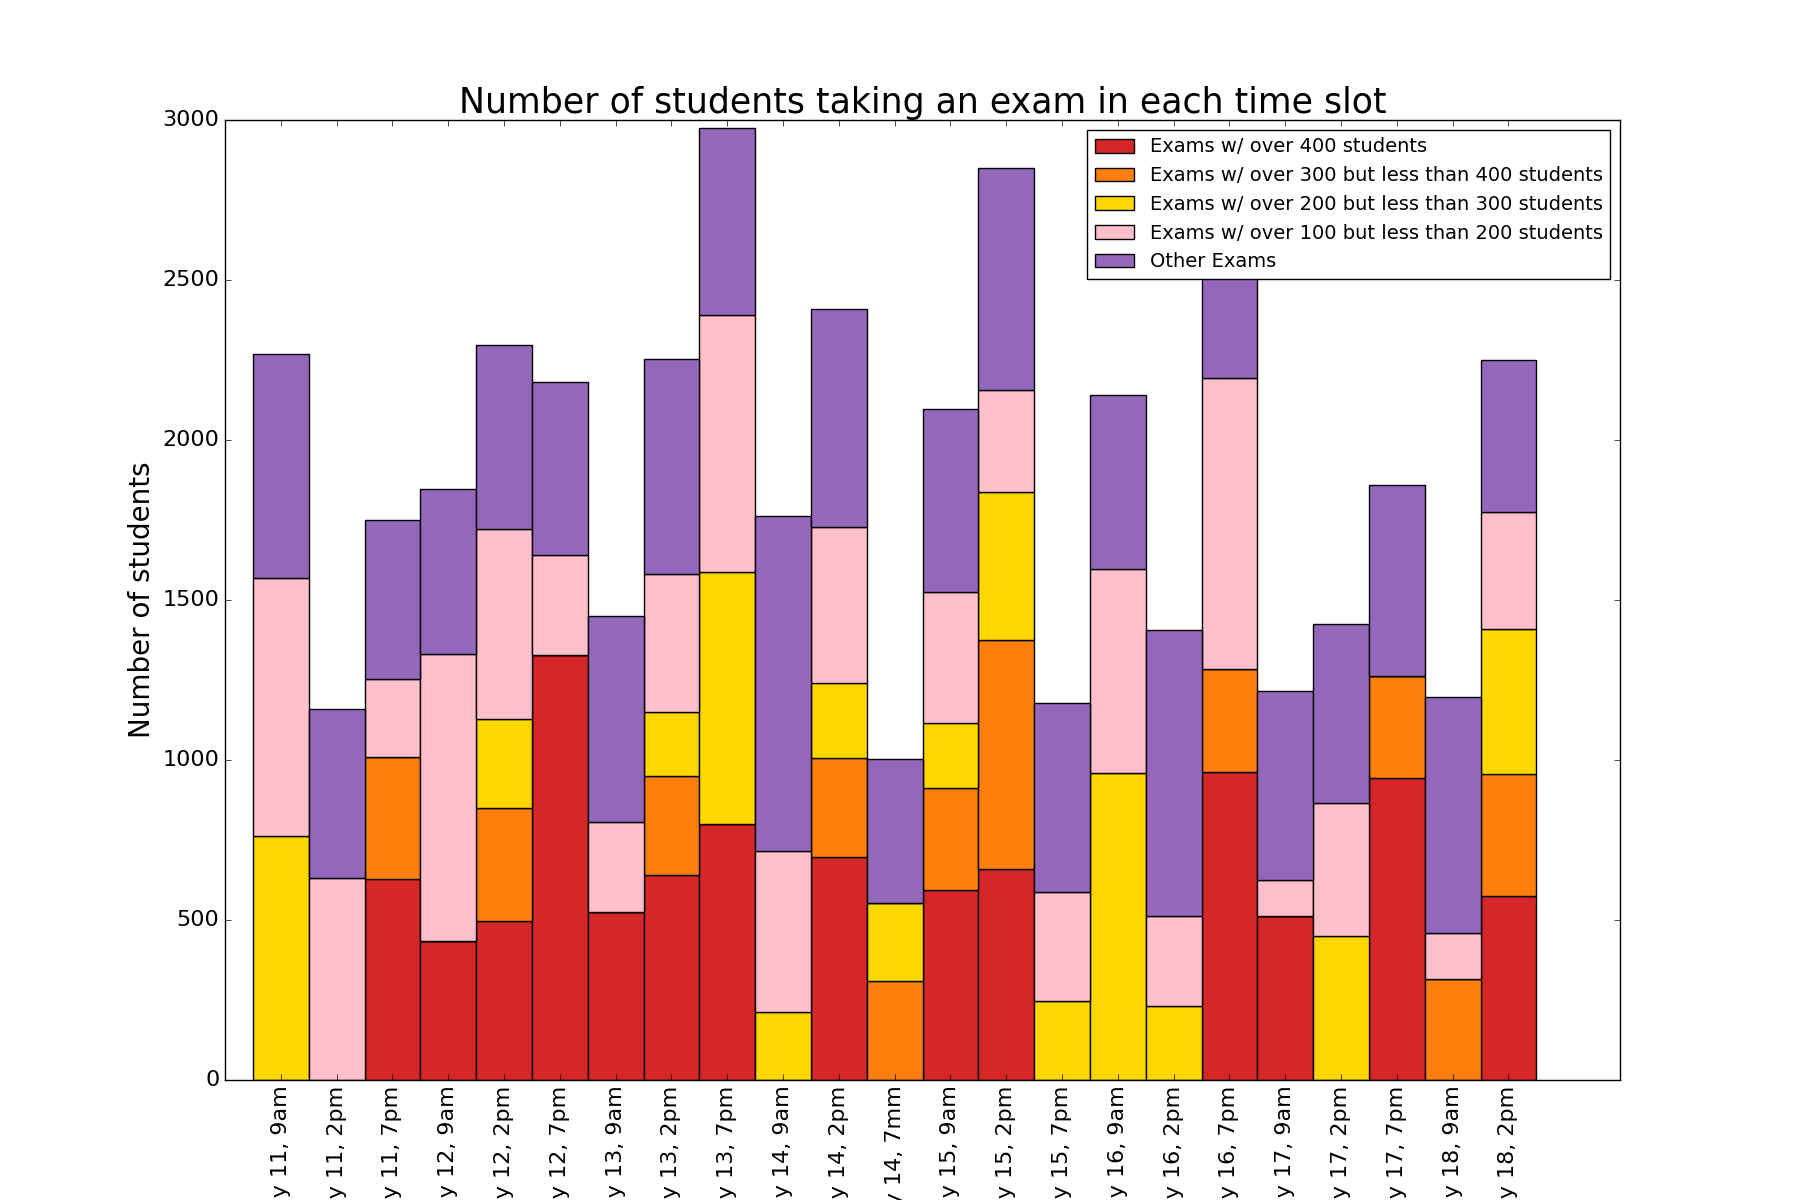 Number of students taking an exam in each time slot
Exams w/ over 400 students
Exams w/ over 300 but less than 400 students
Exams w/ over 200 but less than 300 students
Exams w/ over 100 but less than 200 students
Other Exams
3000
2500
2000
1500
1000
500
0
Number of students
y 11, 9am
y 11, 2pm
y 11, 7pm
y 12, 9am
y 12, 2pm
y 12, 7pm
y 13, 9am
y 13, 2pm
y 13, 7pm
y 14, 9am
y 14, 2pm
y 14, 7mm
y 15, 9am
y 15, 2pm
y 15, 7pm
y 16, 9am
y 16, 2pm
y 16, 7pm
y 17, 9am
y 17, 2pm
y 17, 7pm
y 18, 9am
y 18, 2pm